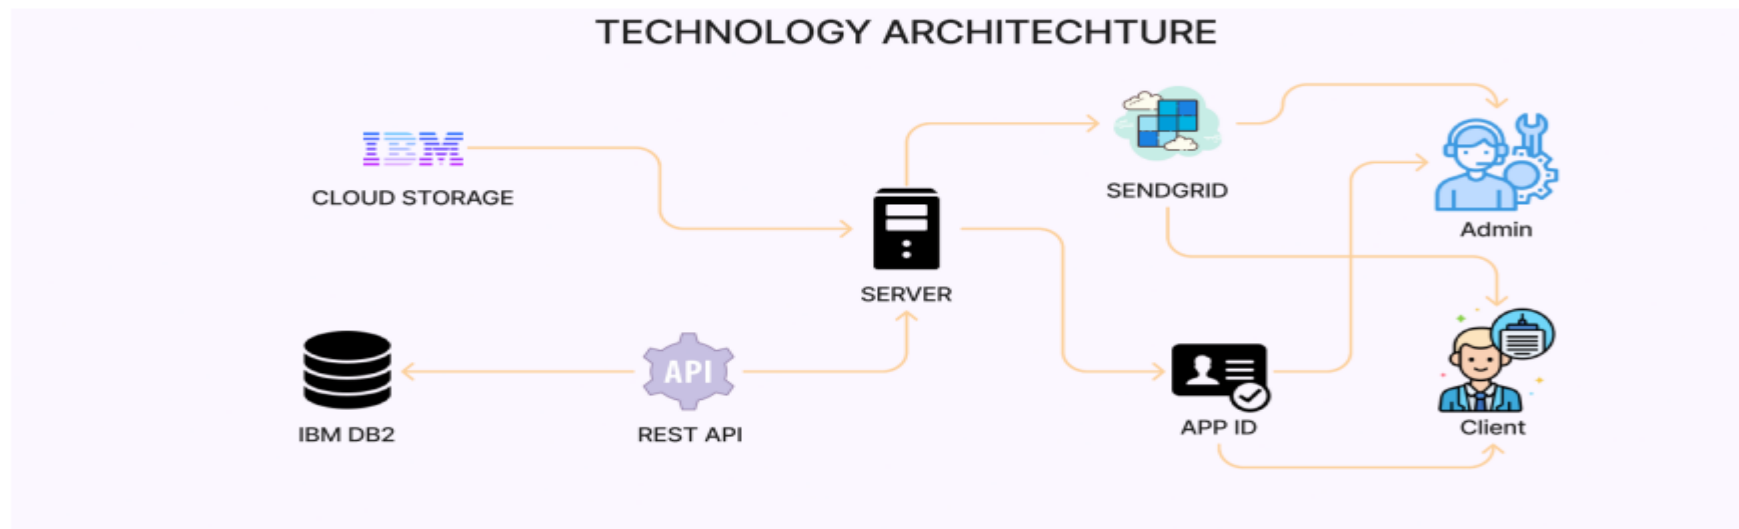 TECHNOLOGY ARCHITECHTURE
IBM
CLOUD STORAGE
SENDGRID
Admin
SERVER
API
IBM DB2
REST API
APP ID
Client